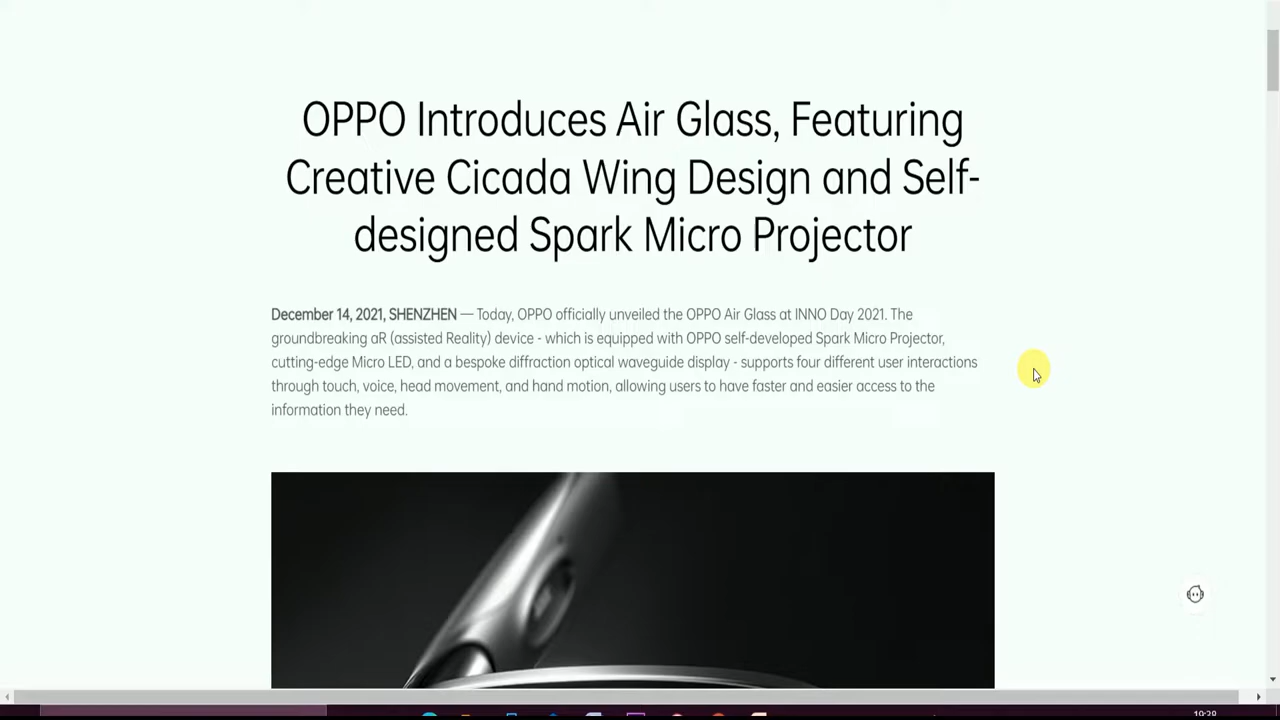 OPPO Introduces Air Glass, Featuring
Creative Cicada Wing Design and Self-
designed Spark Micro Projector
December 14, 2021, SHENZHEN — Today, OPPO officially unveiled the OPPO Air Glass at INNO Day 2021. The
groundbreaking aR (assisted Reality) device - which is equipped with OPPO self-developed Spark Micro Projector,
cutting-edge Micro LED, and a bespoke diffraction optical waveguide display - supports four different user interactions
through touch, voice, head movement, and hand motion, allowing users to have faster and easier access to the
information they need.
19:28